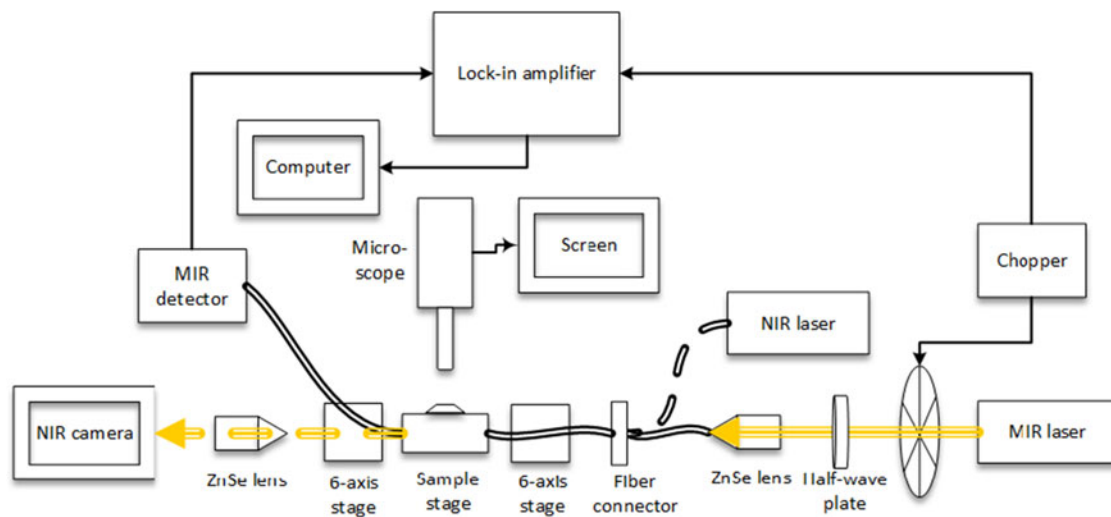 Lock-in amplifier
Computer
Micro-
scope
Screen
Chopper
MIR
detector
NIR laser
NIR camera
MIR laser
ZnSe lens
6-axis
stage
Sample
stage
6-axis
stage
Fiber
connector
ZnSe lens
Half-wave
plate